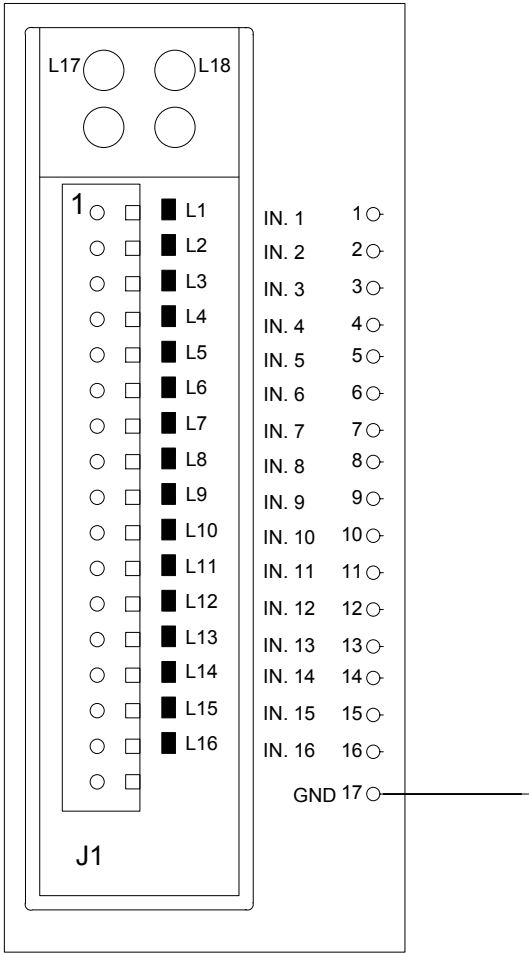 L17 L18
1 L1 IN. 1 1
L2 IN. 2 2
L3 IN. 3 3
L4 IN. 4 4
L5 IN. 5 5
L6 IN. 6 6
L7 IN. 7 7
L8 IN. 8 8
L9 IN. 9 9
L10 IN. 10 10
L11 IN. 11 11
L12 IN. 12 12
L13 IN. 13 13
L14 IN. 14 14
L15 IN. 15 15
L16 IN. 16 16
GND 17
J1